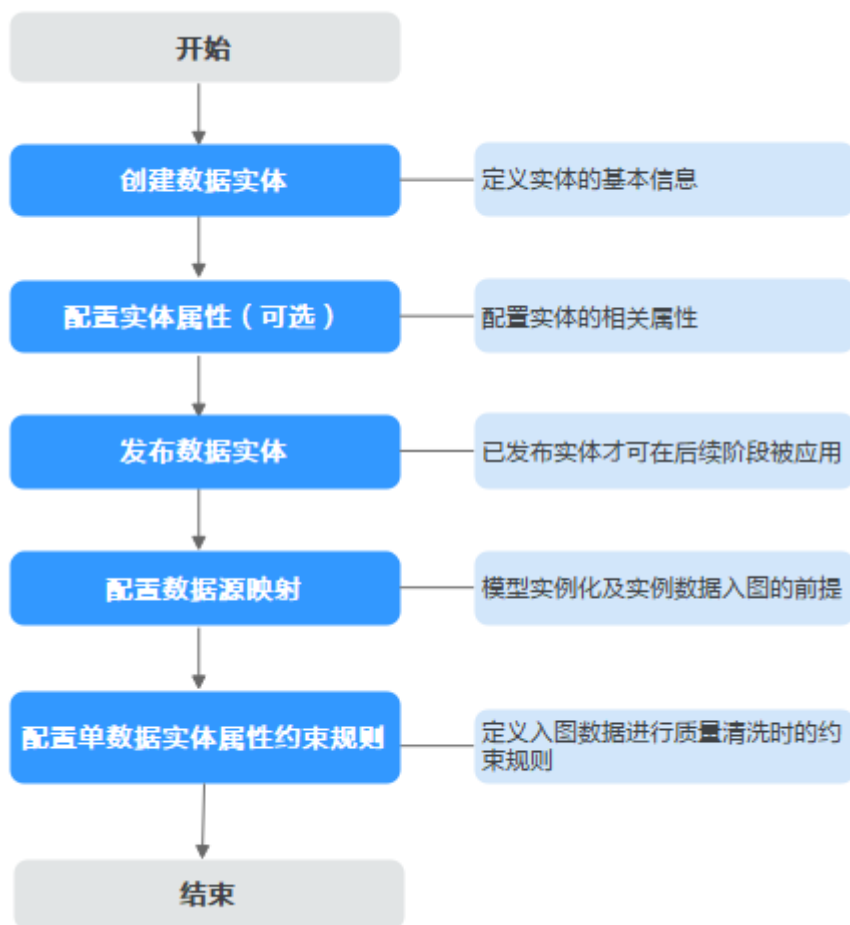 开始
创建数据实体
定义实体的基本信息
配置实体属性（可选）
配置实体的相关属性
发布数据实体
已发布实体才可在后续阶段被应用
配置数据源映射
模型实例化及实例数据入图的前提
配置单数据实体属性约束规则
定义入图数据进行质量清洗时的约
束规则
结束